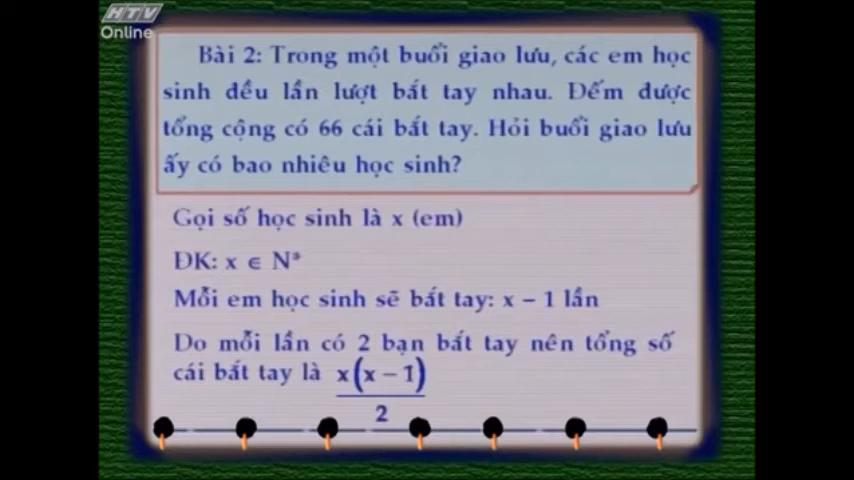 HTV
Online
Bài 2: Trong một buổi giao lưu, các em học
sinh đều lần lượt bắt tay nhau. Đếm được
tổng cộng có 66 cái bắt tay. Hỏi buổi giao lưu
ấy có bao nhiêu học sinh?
Gọi số học sinh là x (em)
ĐK: x ∈ N*
Mỗi em học sinh sẽ bắt tay: x – 1 lần
Do mỗi lần có 2 bạn bắt tay nên tổng số
cái bắt tay là x(x – 1)
2